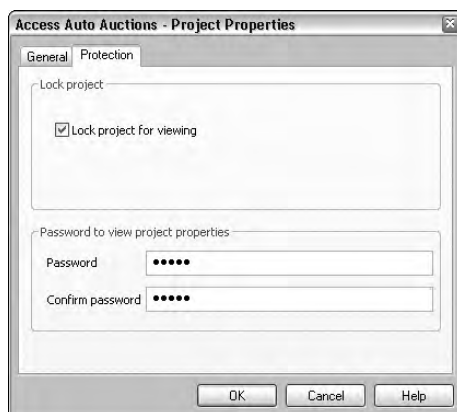 Access Auto Auctions - Project Properties
General Protection
Lock project
Lock project for viewing
Password to view project properties
Password •••••
Confirm password •••••
OK Cancel Help